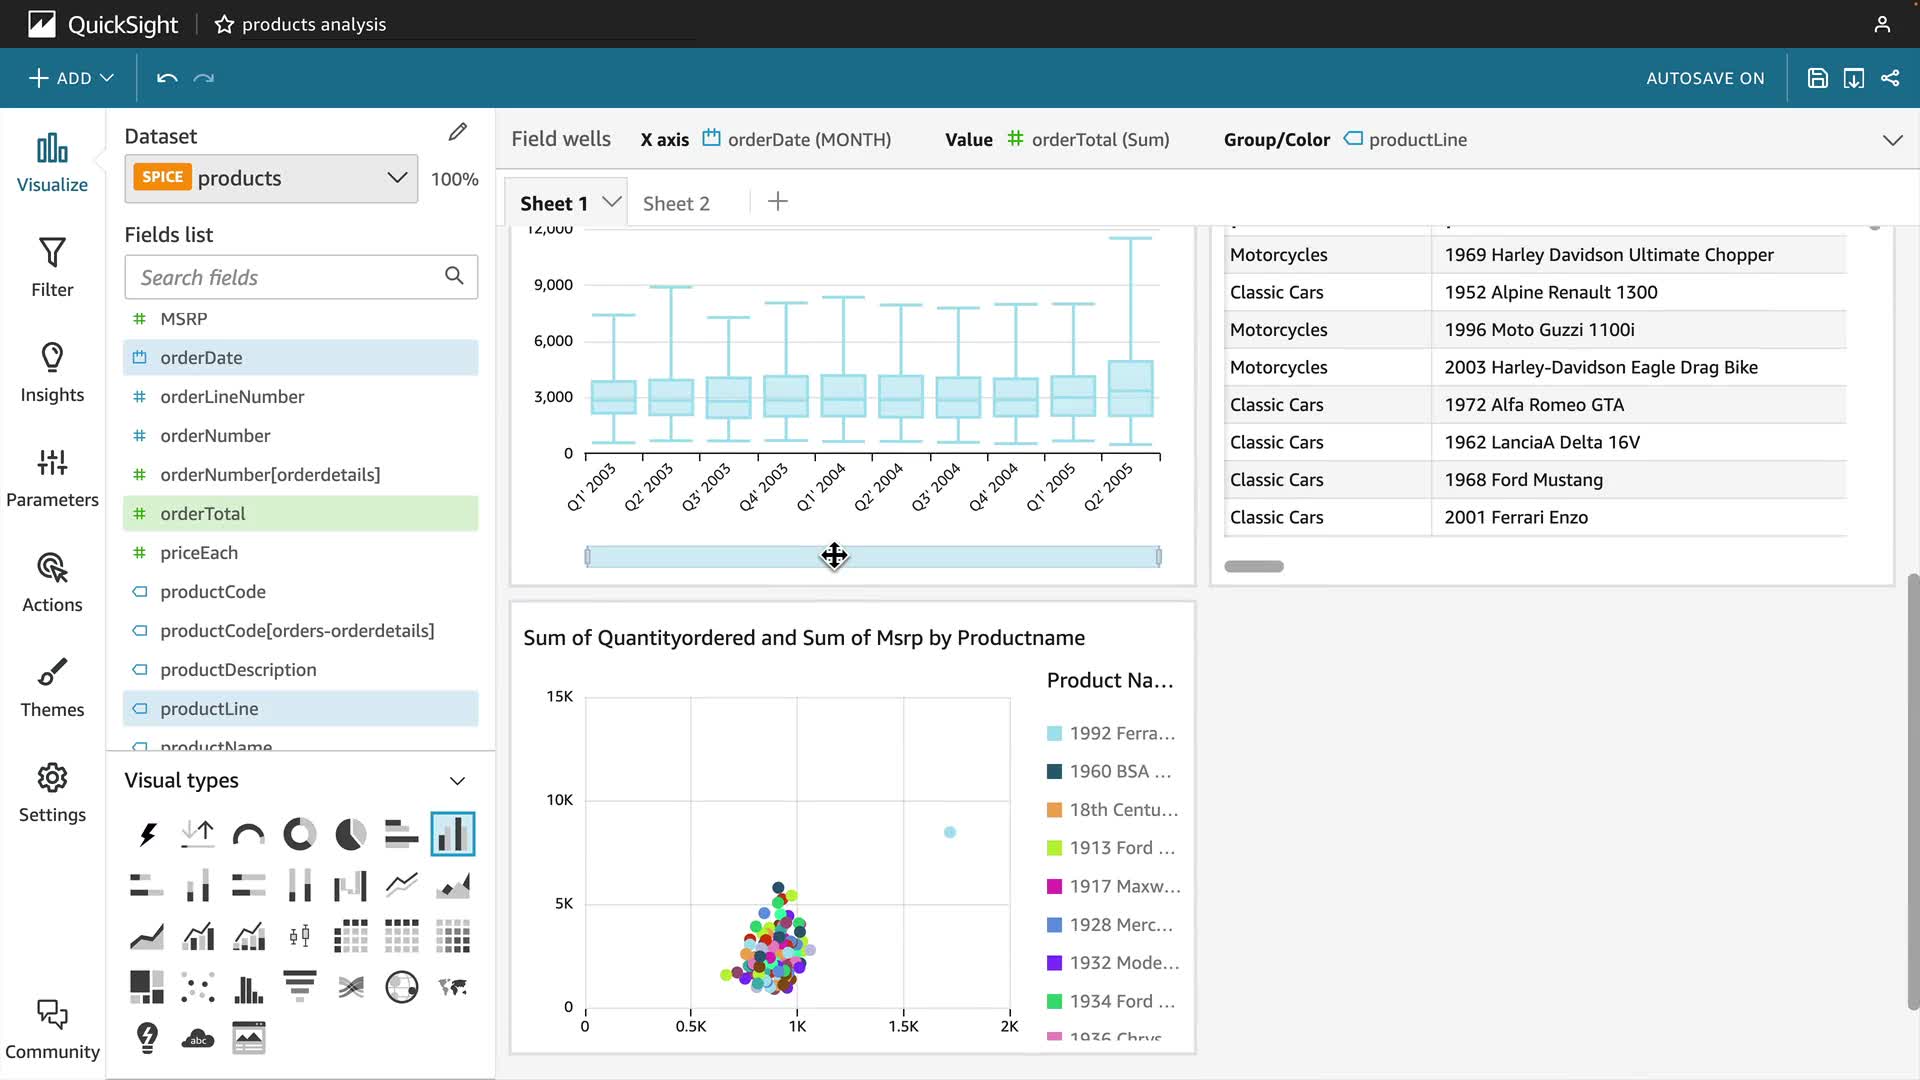 QuickSight
products analysis
ADD
AUTOSAVE ON
Visualize
Filter
Insights
Parameters
Actions
Themes
Settings
Community
Dataset
SPICE products
100%
Fields list
Search fields
MSRP
orderDate
orderLineNumber
orderNumber
orderNumber[orderdetails]
orderTotal
priceEach
productCode
productCode[orders-orderdetails]
productDescription
productLine
productName
Visual types
abc
Field wells X axis orderDate (MONTH) Value orderTotal (Sum) Group/Color productLine
Sheet 1 Sheet 2
12,000
9,000
6,000
3,000
0
Q1' 2003 Q2' 2003 Q3' 2003 Q4' 2003 Q1' 2004 Q2' 2004 Q3' 2004 Q4' 2004 Q1' 2005 Q2' 2005
Motorcycles 1969 Harley Davidson Ultimate Chopper
Classic Cars 1952 Alpine Renault 1300
Motorcycles 1996 Moto Guzzi 1100i
Motorcycles 2003 Harley-Davidson Eagle Drag Bike
Classic Cars 1972 Alfa Romeo GTA
Classic Cars 1962 LanciaA Delta 16V
Classic Cars 1968 Ford Mustang
Classic Cars 2001 Ferrari Enzo
Sum of Quantityordered and Sum of Msrp by Productname
15K
10K
5K
0
0 0.5K 1K 1.5K 2K
Product Na...
1992 Ferra...
1960 BSA ...
18th Centu...
1913 Ford ...
1917 Maxw...
1928 Merc...
1932 Mode...
1934 Ford ...
1936 Chrys